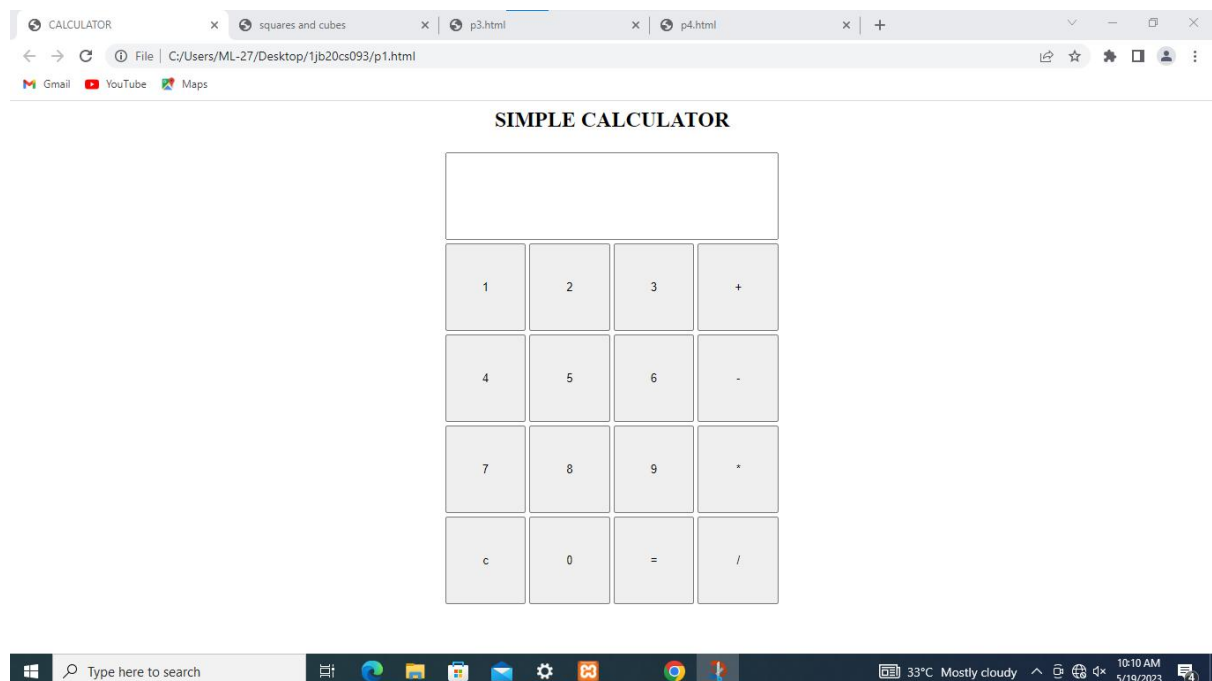 CALCULATOR squares and cubes p3.html p4.html
File C:/Users/ML-27/Desktop/1jb20cs093/p1.html
Gmail YouTube Maps
SIMPLE CALCULATOR
1 2 3 +
4 5 6 -
7 8 9 *
c 0 = /
Type here to search 33°C Mostly cloudy 10:10 AM
5/19/2023 4